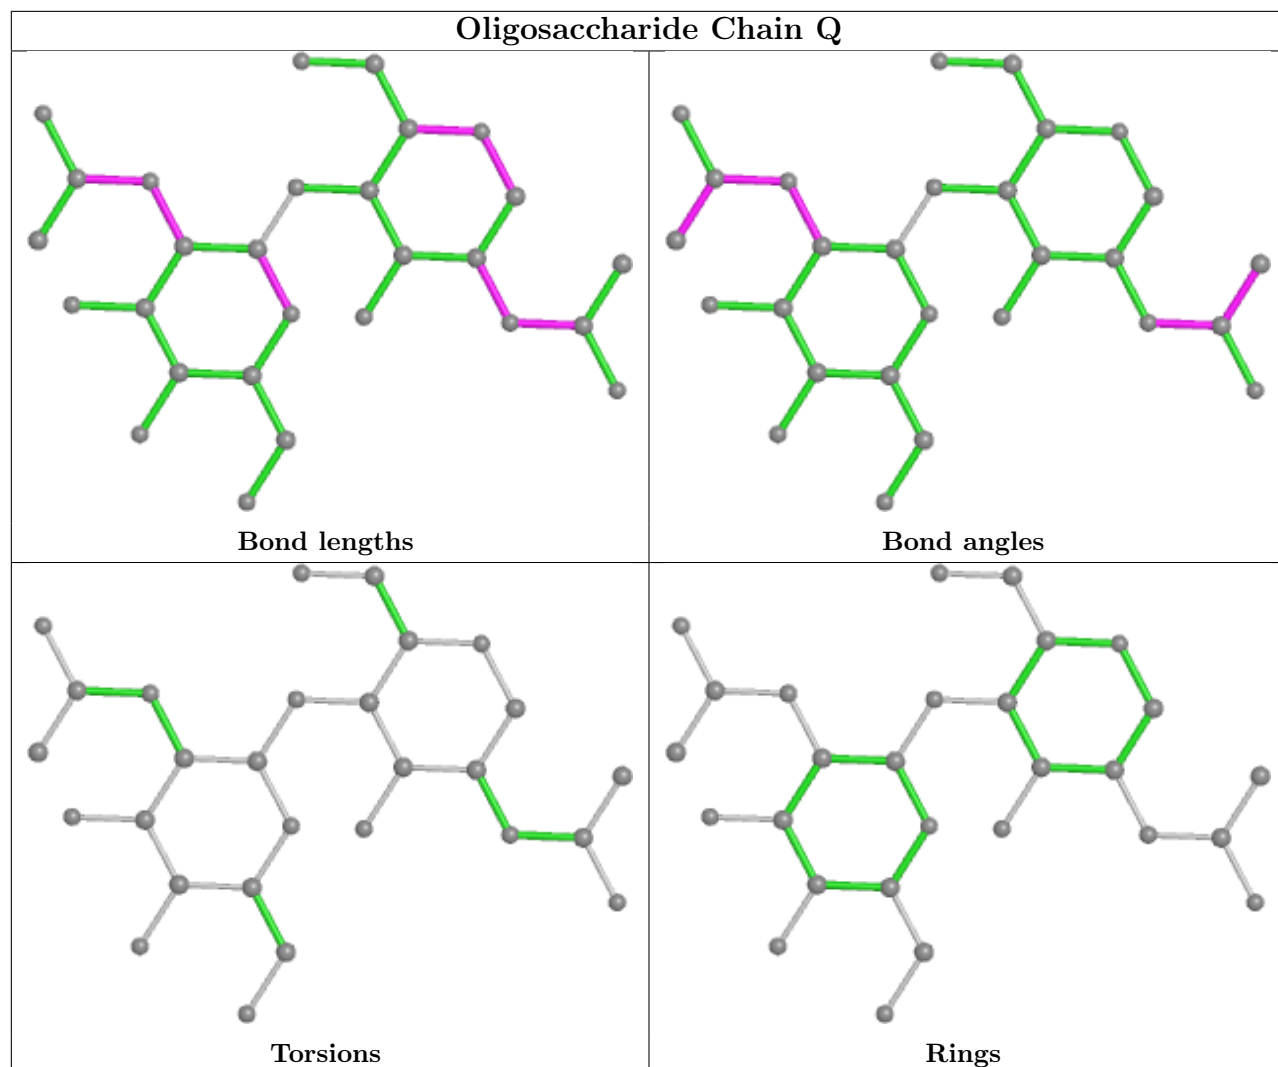 Oligosaccharide Chain Q
Bond lengths
Bond angles
Torsions
Rings